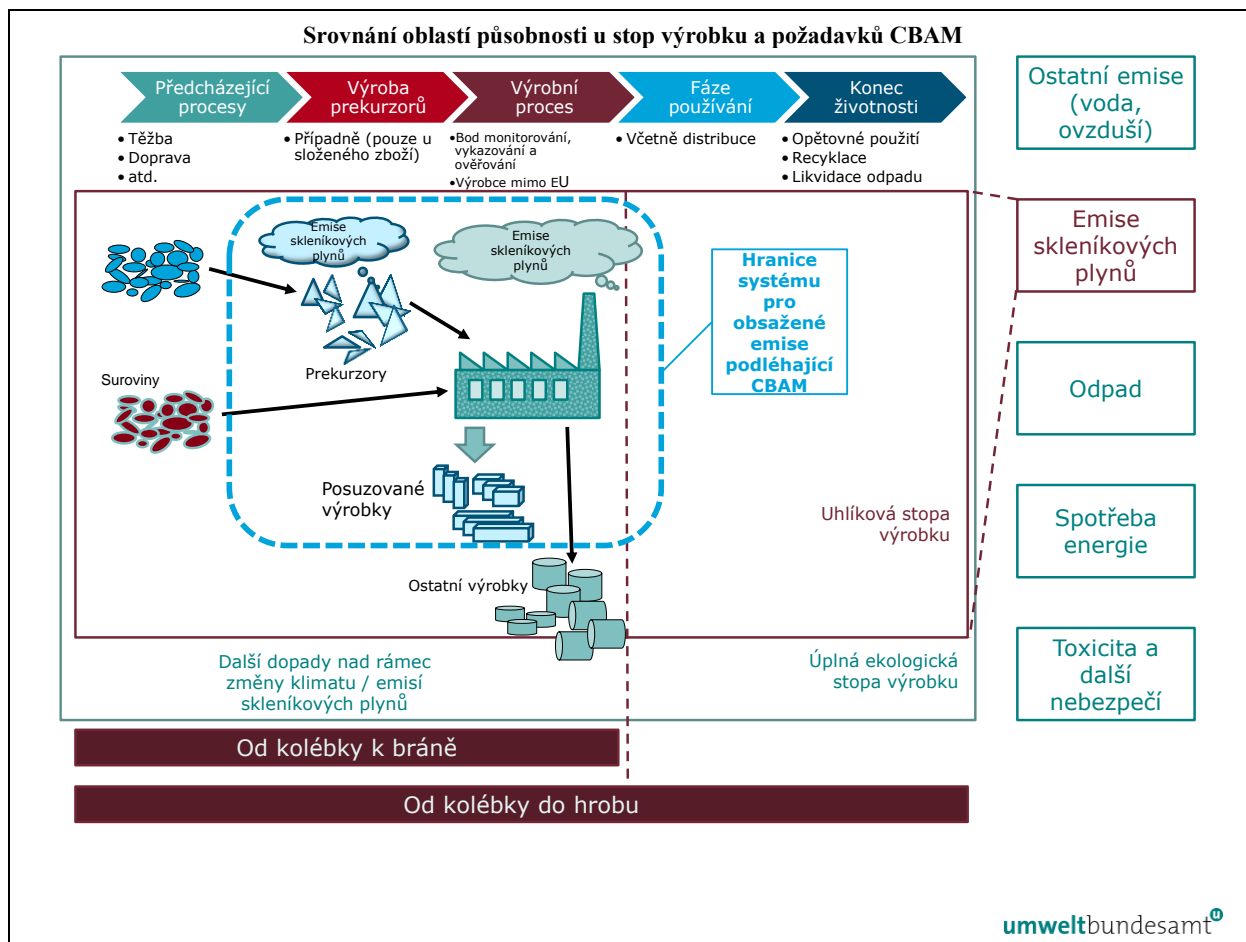 Srovnání oblastí působnosti u stop výrobku a požadavků CBAM
Předcházející
procesy
Výroba
prekurzorů
Výrobní
proces
Fáze
používání
Konec
životnosti
• Těžba
• Doprava
• atd.
• Případně (pouze u
složeného zboží)
•Bod monitorování,
vykazování a
ověřování
•Výrobce mimo EU
• Včetně distribuce
• Opětovné použití
• Recyklace
• Likvidace odpadu
Ostatní emise
(voda,
ovzduší)
Emise
skleníkových
plynů
Odpad
Spotřeba
energie
Toxicita a
další
nebezpečí
Emise
skleníkových
plynů
Emise
skleníkových
plynů
Hranice
systému
pro
obsažené
emise
podléhající
CBAM
Prekurzory
Suroviny
Posuzované
výrobky
Uhlíková stopa
výrobku
Ostatní výrobky
Další dopady nad rámec
změny klimatu / emisí
skleníkových plynů
Úplná ekologická
stopa výrobku
Od kolébky k bráně
Od kolébky do hrobu
umweltbundesamt u